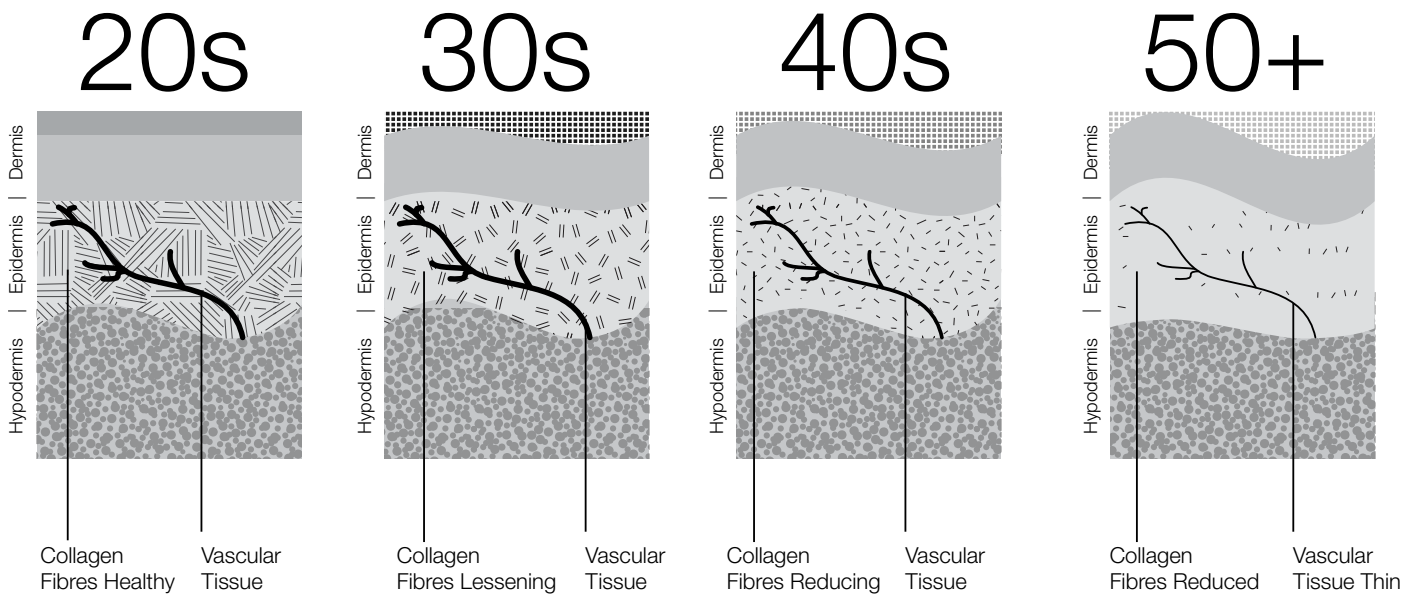 20s
30s
40s
50+
Dermis
Epidermis
Hypodermis
Dermis
Epidermis
Hypodermis
Dermis
Epidermis
Hypodermis
Dermis
Epidermis
Hypodermis
Collagen
Fibres Healthy
Vascular
Tissue
Collagen
Fibres Lessening
Vascular
Tissue
Collagen
Fibres Reducing
Vascular
Tissue
Collagen
Fibres Reduced
Vascular
Tissue Thin